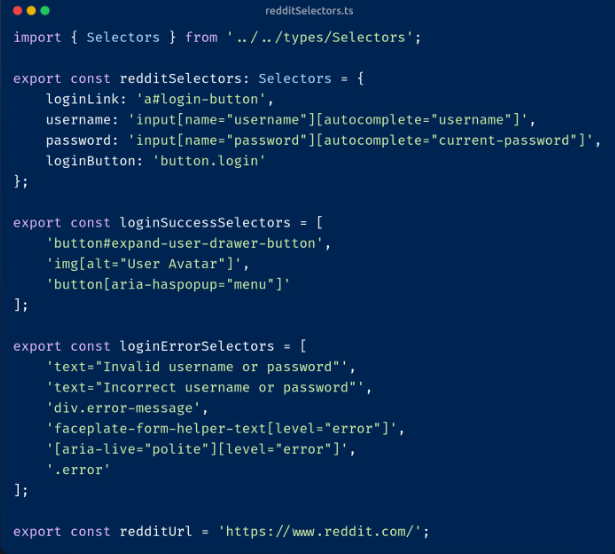 redditSelectors.ts
import { Selectors } from '../../types/Selectors';
export const redditSelectors: Selectors = {
loginLink: 'a#login-button',
username: 'input[name="username"][autocomplete="username"]',
password: 'input[name="password"][autocomplete="current-password"]',
loginButton: 'button.login'
};
export const loginSuccessSelectors = [
'button#expand-user-drawer-button',
'img[alt="User Avatar"]',
'button[aria-haspopup="menu"]'
];
export const loginErrorSelectors = [
'text="Invalid username or password"',
'text="Incorrect username or password"',
'div.error-message',
'faceplate-form-helper-text[level="error"]',
'[aria-live="polite"][level="error"]',
'.error'
];
export const redditUrl = 'https://www.reddit.com/';